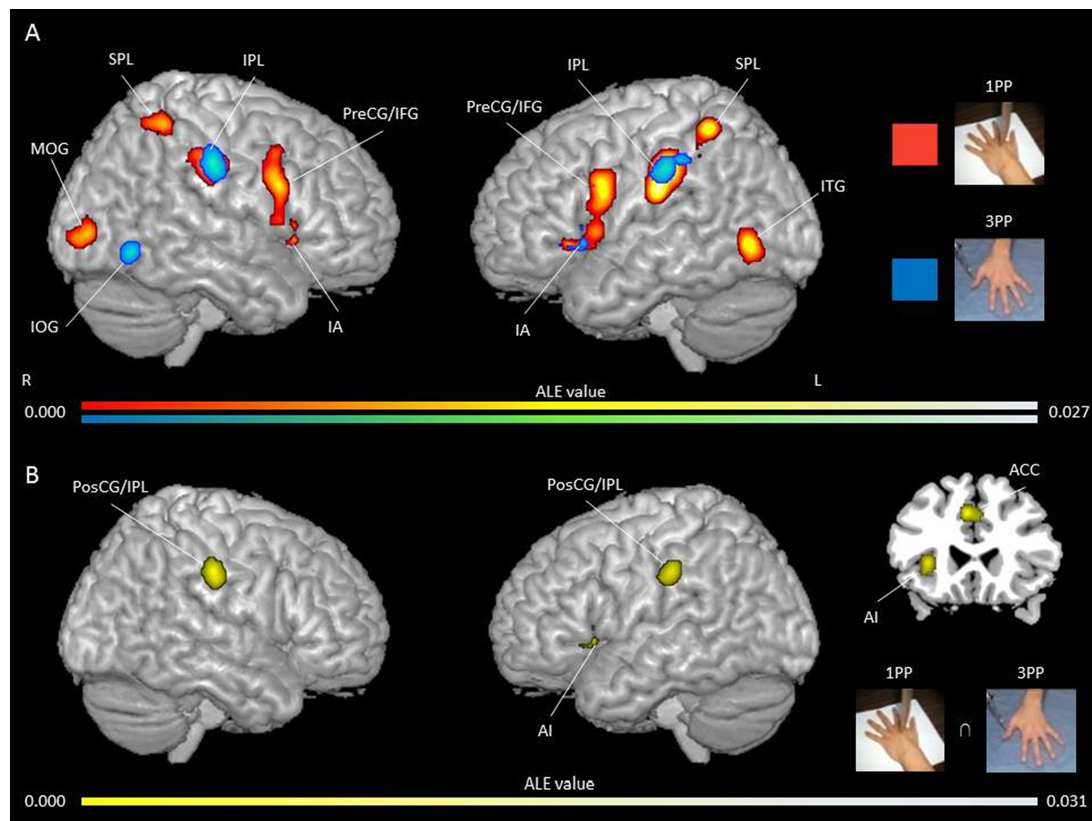 A
SPL
IPL
PreCG/IFG
MOG
IOG
IA
IPL
SPL
PreCG/IFG
ITG
IA
1PP
3PP
R
L
ALE value
0.000
0.027
B
PosCG/IPL
PosCG/IPL
AI
ACC
AI
1PP
3PP
∩
ALE value
0.000
0.031